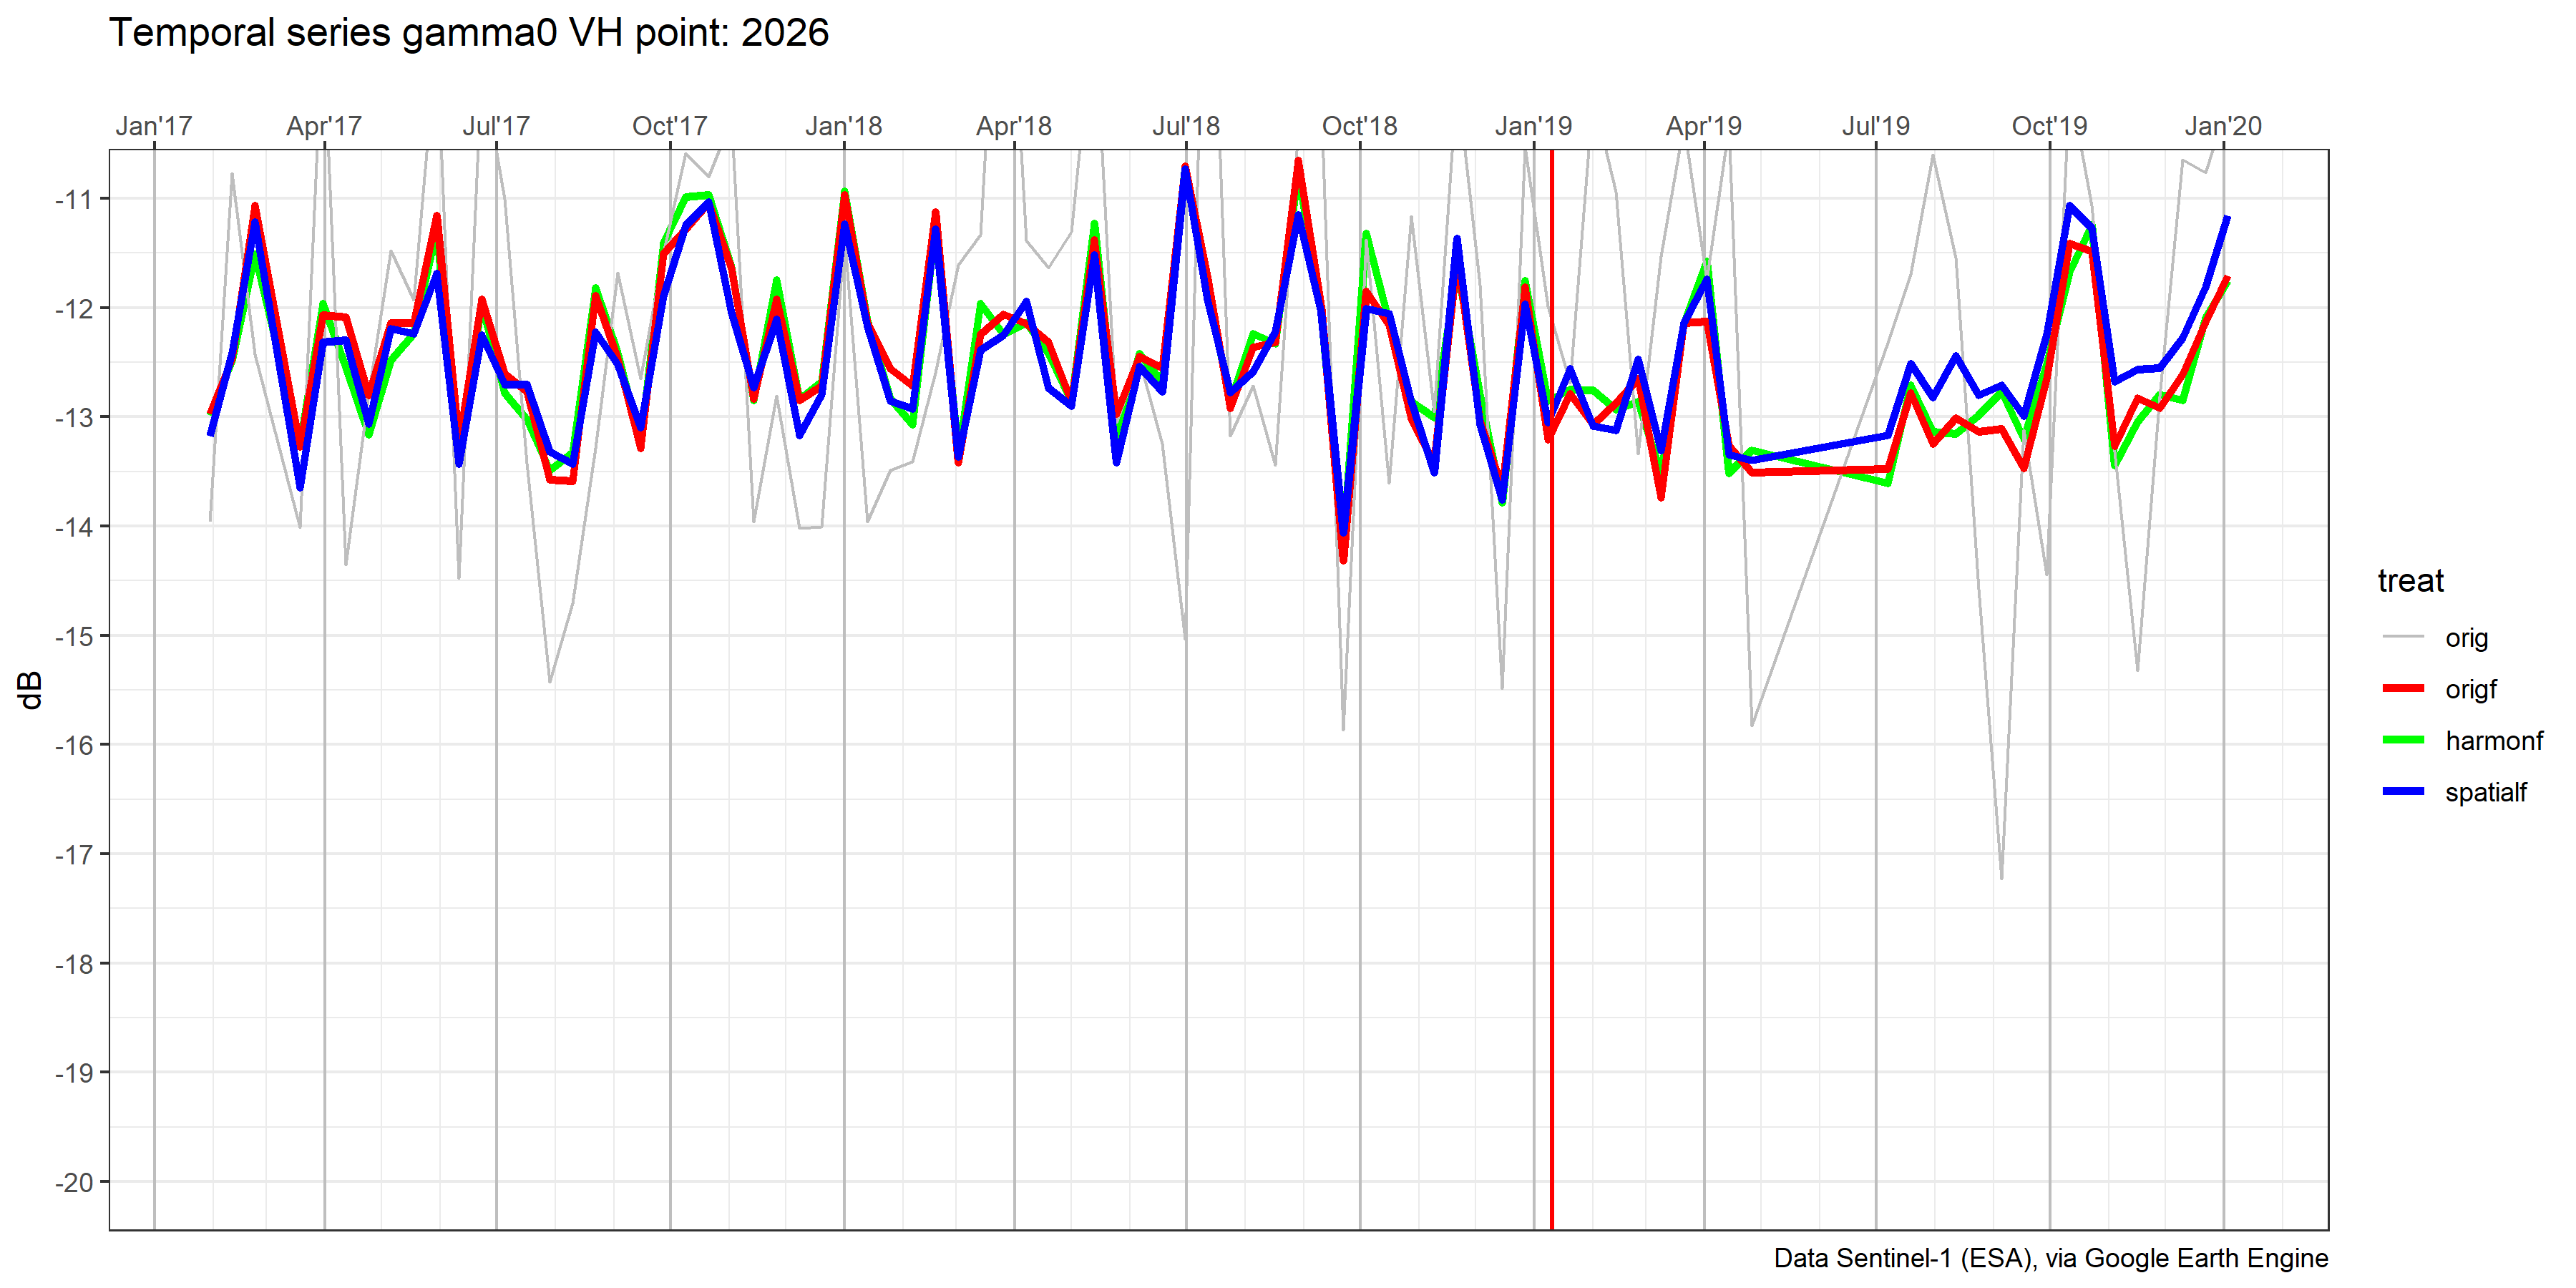 Temporal series gamma0 VH point: 2026
Jan'17 Apr'17 Jul'17 Oct'17 Jan'18 Apr'18 Jul'18 Oct'18 Jan'19 Apr'19 Jul'19 Oct'19 Jan'20
-11
-12
-13
-14
-15
-16
-17
-18
-19
-20
dB
treat
orig
origf
harmonf
spatialf
Data Sentinel-1 (ESA), via Google Earth Engine